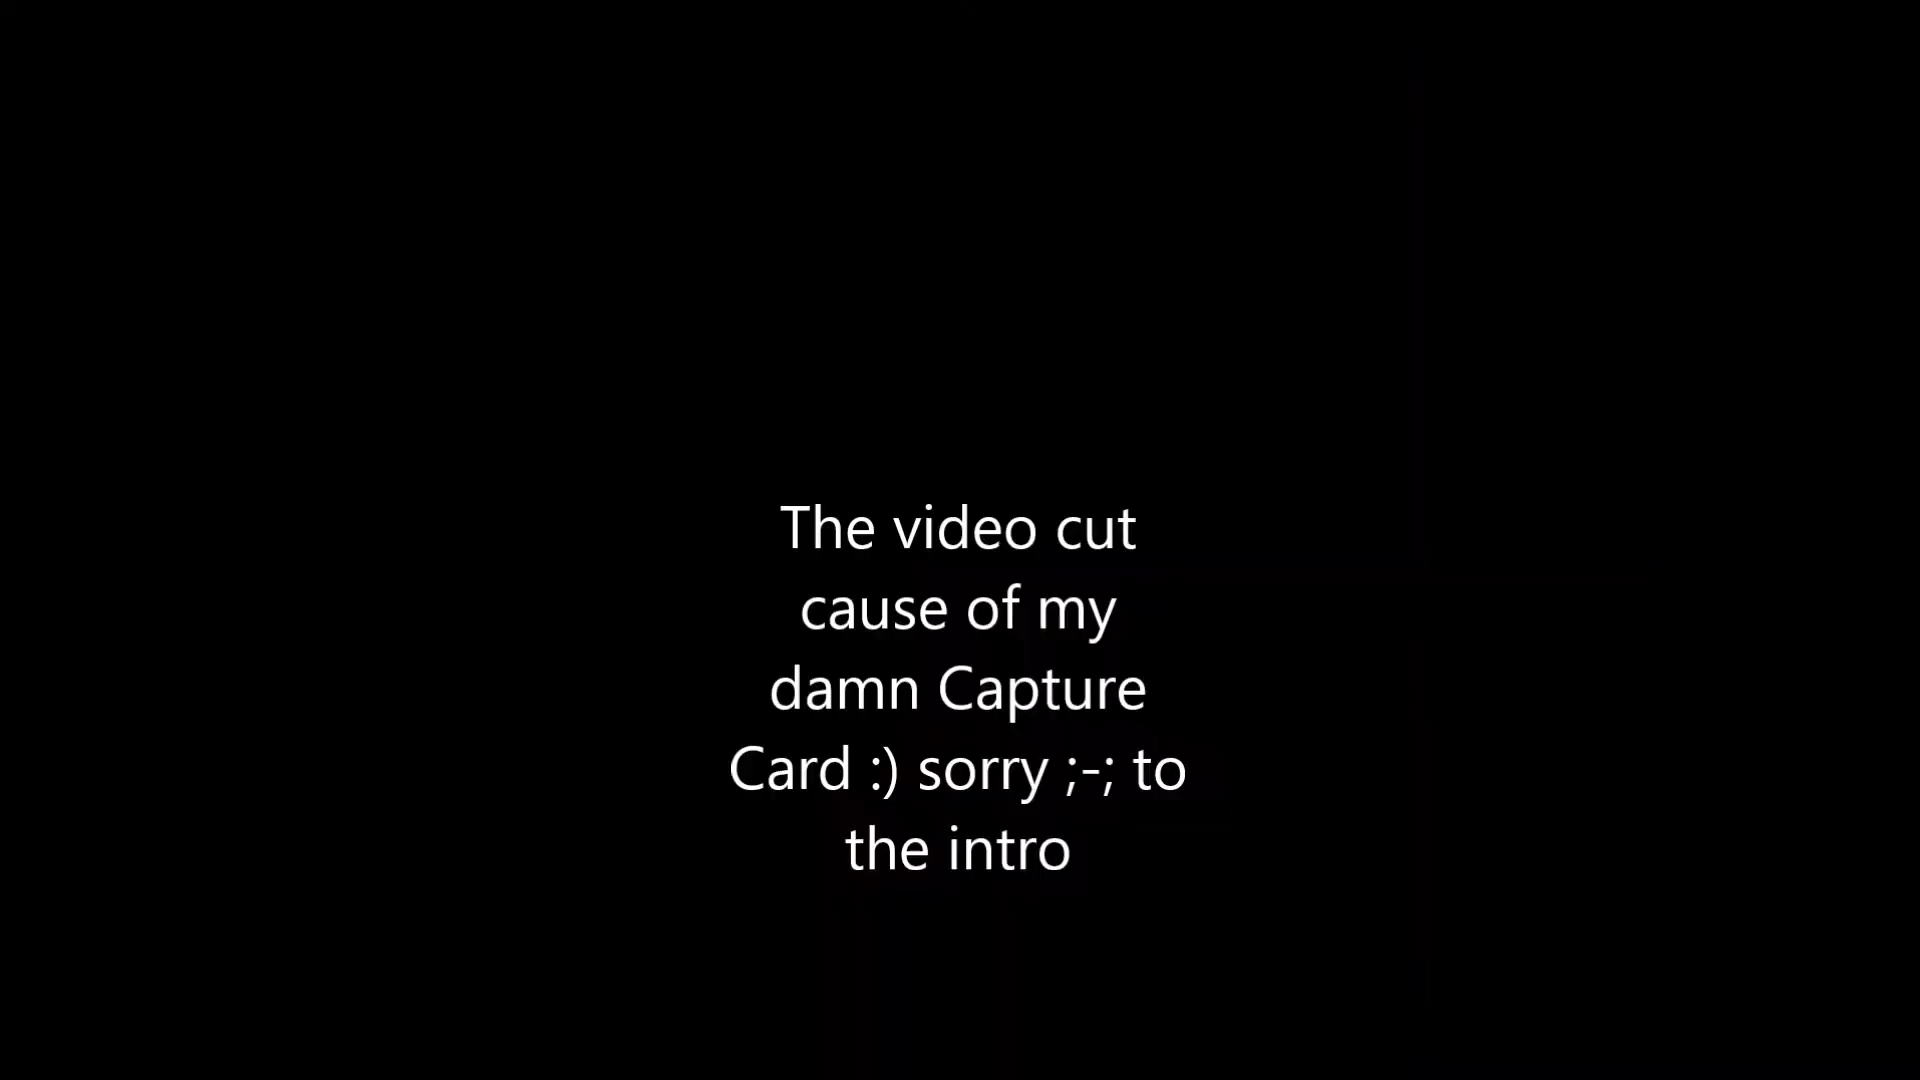 The video cut
cause of my
damn Capture
Card :) sorry ;-; to
the intro